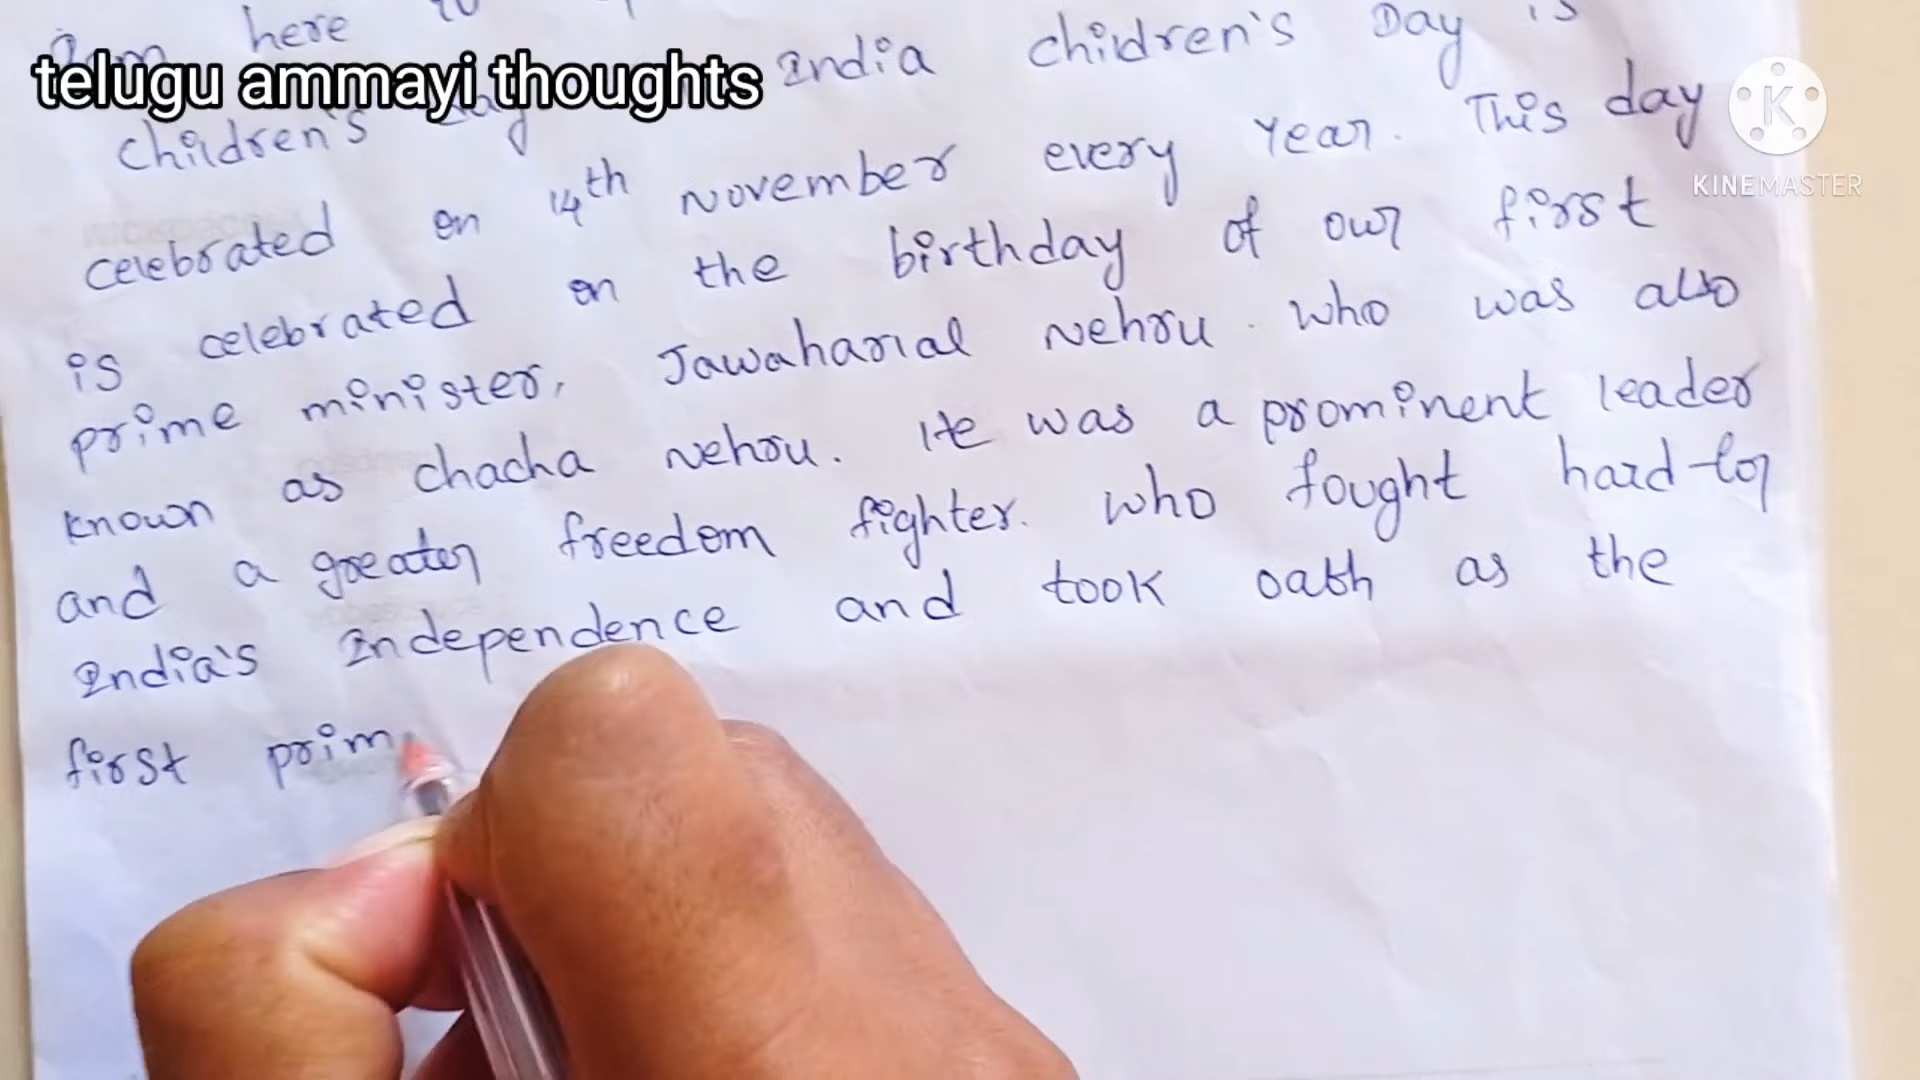 here
telugu ammayi thoughts
children's Day India children's Day is
celebrated on 14th November every Year. This day
is celebrated on the birthday of our first
prime minister, Jawaharlal Nehru. Who was also
known as chacha Nehru. He was a prominent leader
and a greater freedom fighter. Who fought hard for
India's Independence and took oath as the
first prim
KINEMASTER